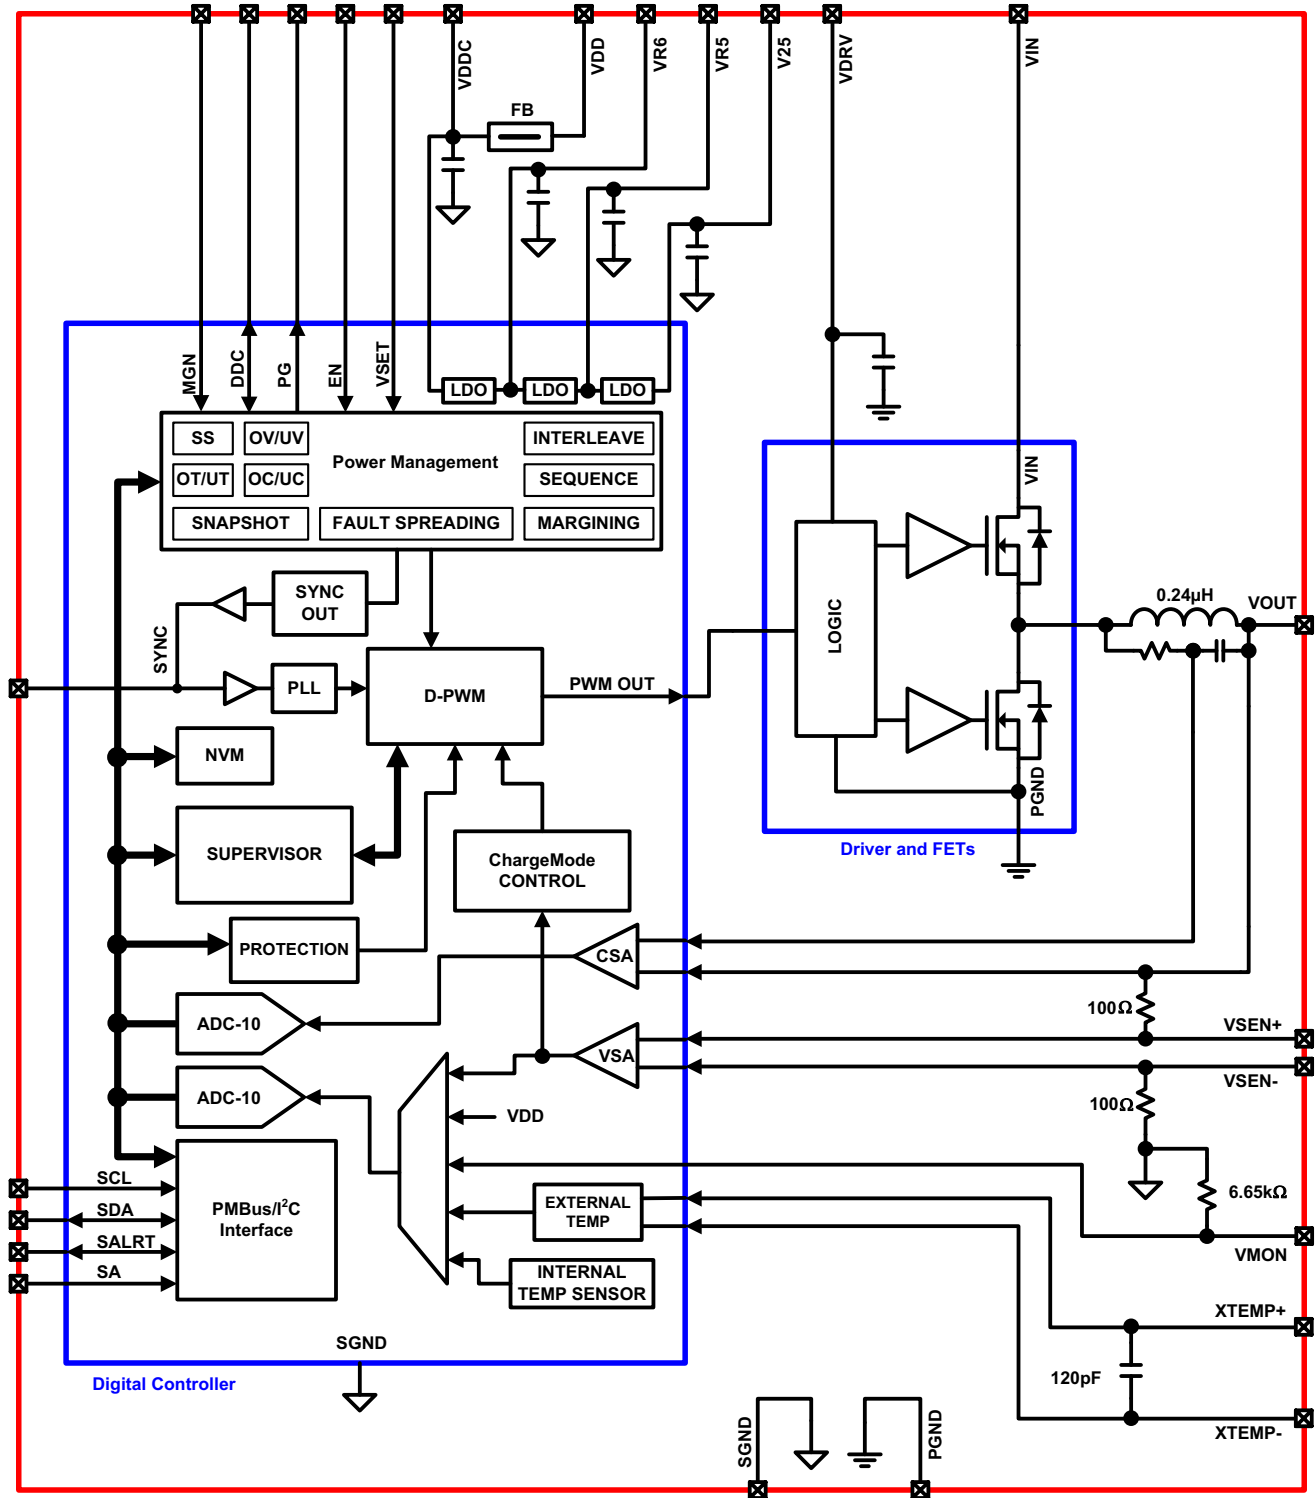 VDDC
VDD
VR6
VR5
V25
VDRV
VIN
FB
MGN
DDC
PG
EN
VSET
LDO
LDO
LDO
SS
OV/UV
Power Management
INTERLEAVE
OT/UT
OC/UC
SEQUENCE
SNAPSHOT
FAULT SPREADING
MARGINING
VIN
SYNC
OUT
SYNC
LOGIC
0.24µH
VOUT
PLL
D-PWM
PWM OUT
NVM
PGND
SUPERVISOR
ChargeMode
CONTROL
Driver and FETs
PROTECTION
CSA
ADC-10
100Ω
VSEN+
VSA
VSEN-
ADC-10
VDD
100Ω
SCL
SDA
SALRT
SA
PMBus/I²C
Interface
EXTERNAL
TEMP
6.65kΩ
VMON
INTERNAL
TEMP SENSOR
XTEMP+
SGND
120pF
Digital Controller
XTEMP-
SGND
PGND